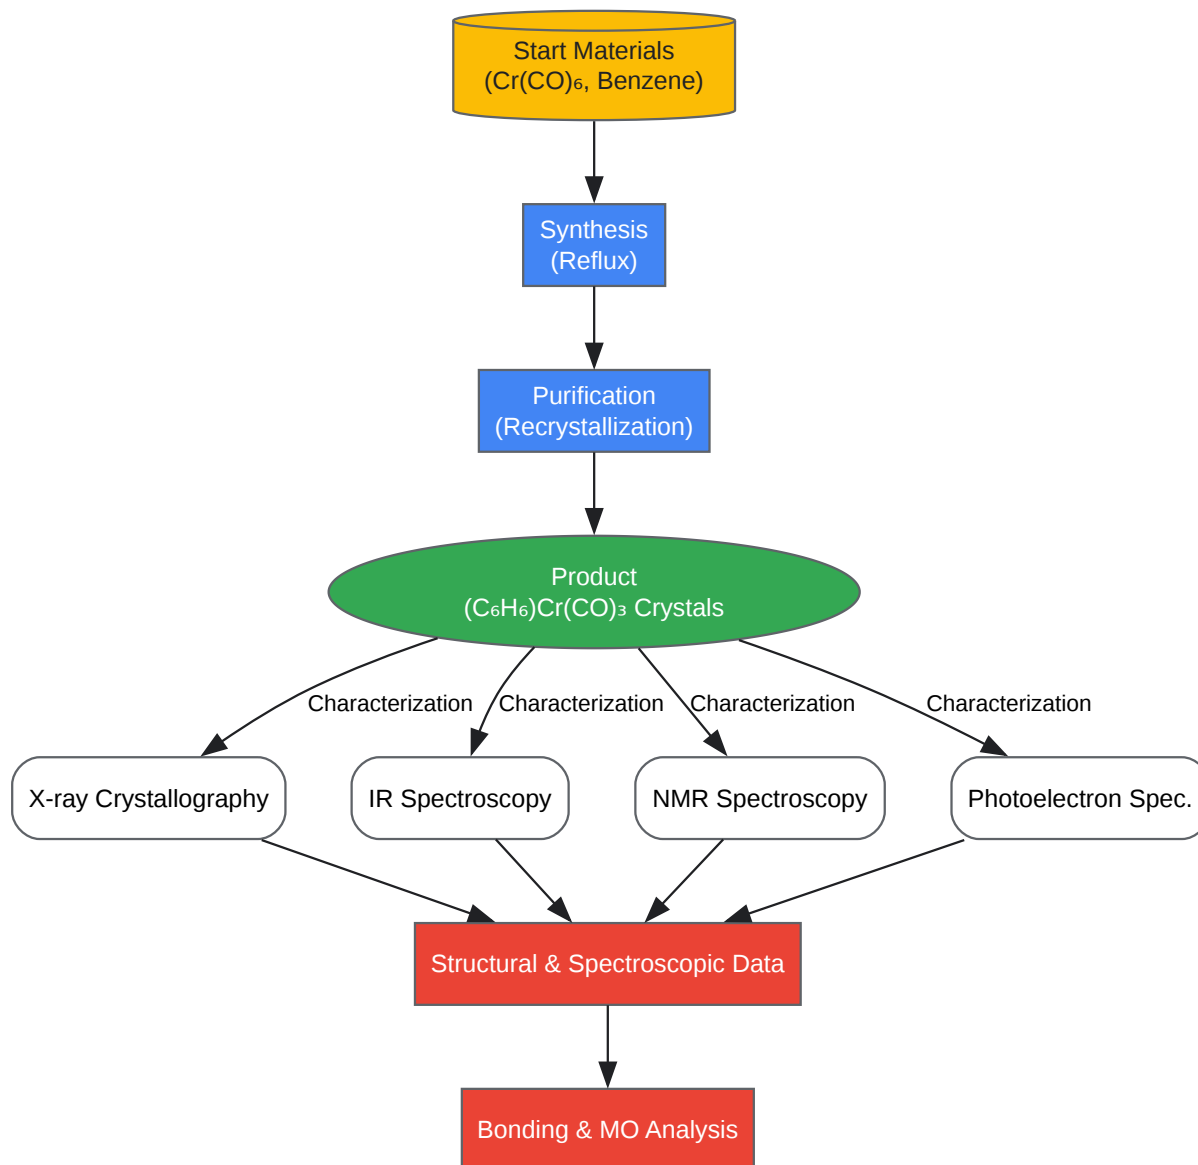 Start Materials
(Cr(CO)₆, Benzene)
Synthesis
(Reflux)
Purification
(Recrystallization)
Product
(C₆H₆)Cr(CO)₃ Crystals
Characterization
Characterization
Characterization
Characterization
X-ray Crystallography
IR Spectroscopy
NMR Spectroscopy
Photoelectron Spec.
Structural & Spectroscopic Data
Bonding & MO Analysis